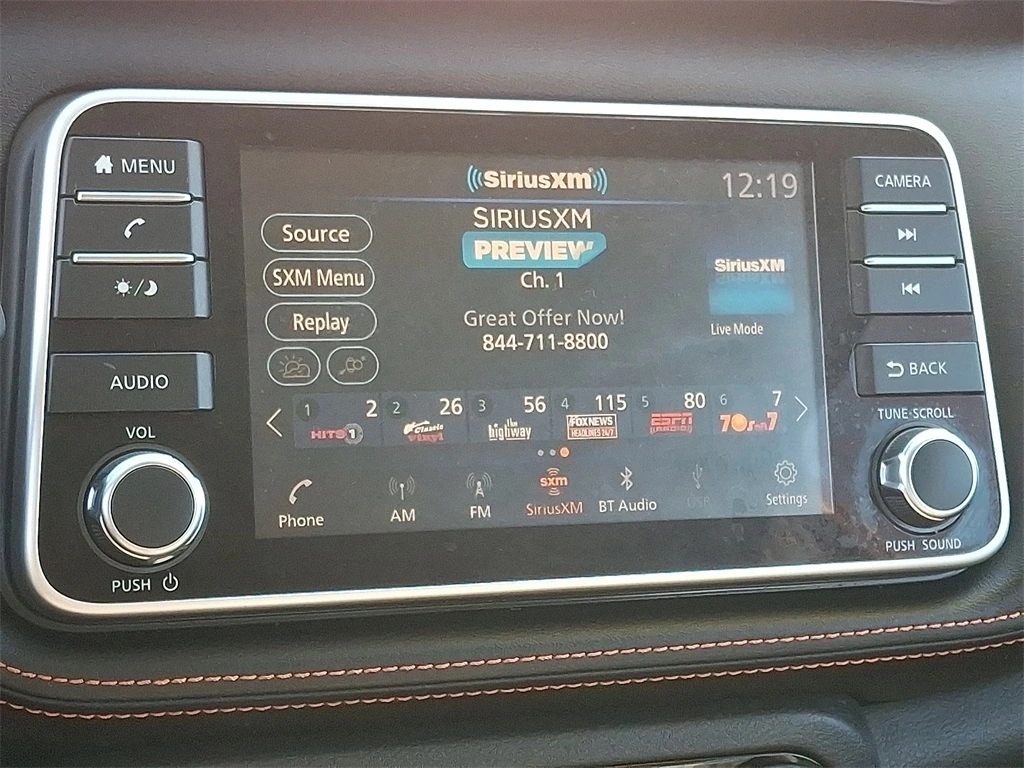 MENU
AUDIO
VOL
PUSH
SiriusXM
12:19
SIRIUSXM
PREVIEW
Ch. 1
Great Offer Now!
844-711-8800
Source
SXM Menu
Replay
SiriusXM
Live Mode
1 2 HITS 1
2 26 Classic vinyl
3 56 the highway
4 115 FOX NEWS HEADLINES 24/7
5 80 ESPN RADIO
6 7 70s on 7
Phone
AM
FM
sxm
SiriusXM
BT Audio
USB
Settings
CAMERA
BACK
TUNE·SCROLL
PUSH SOUND